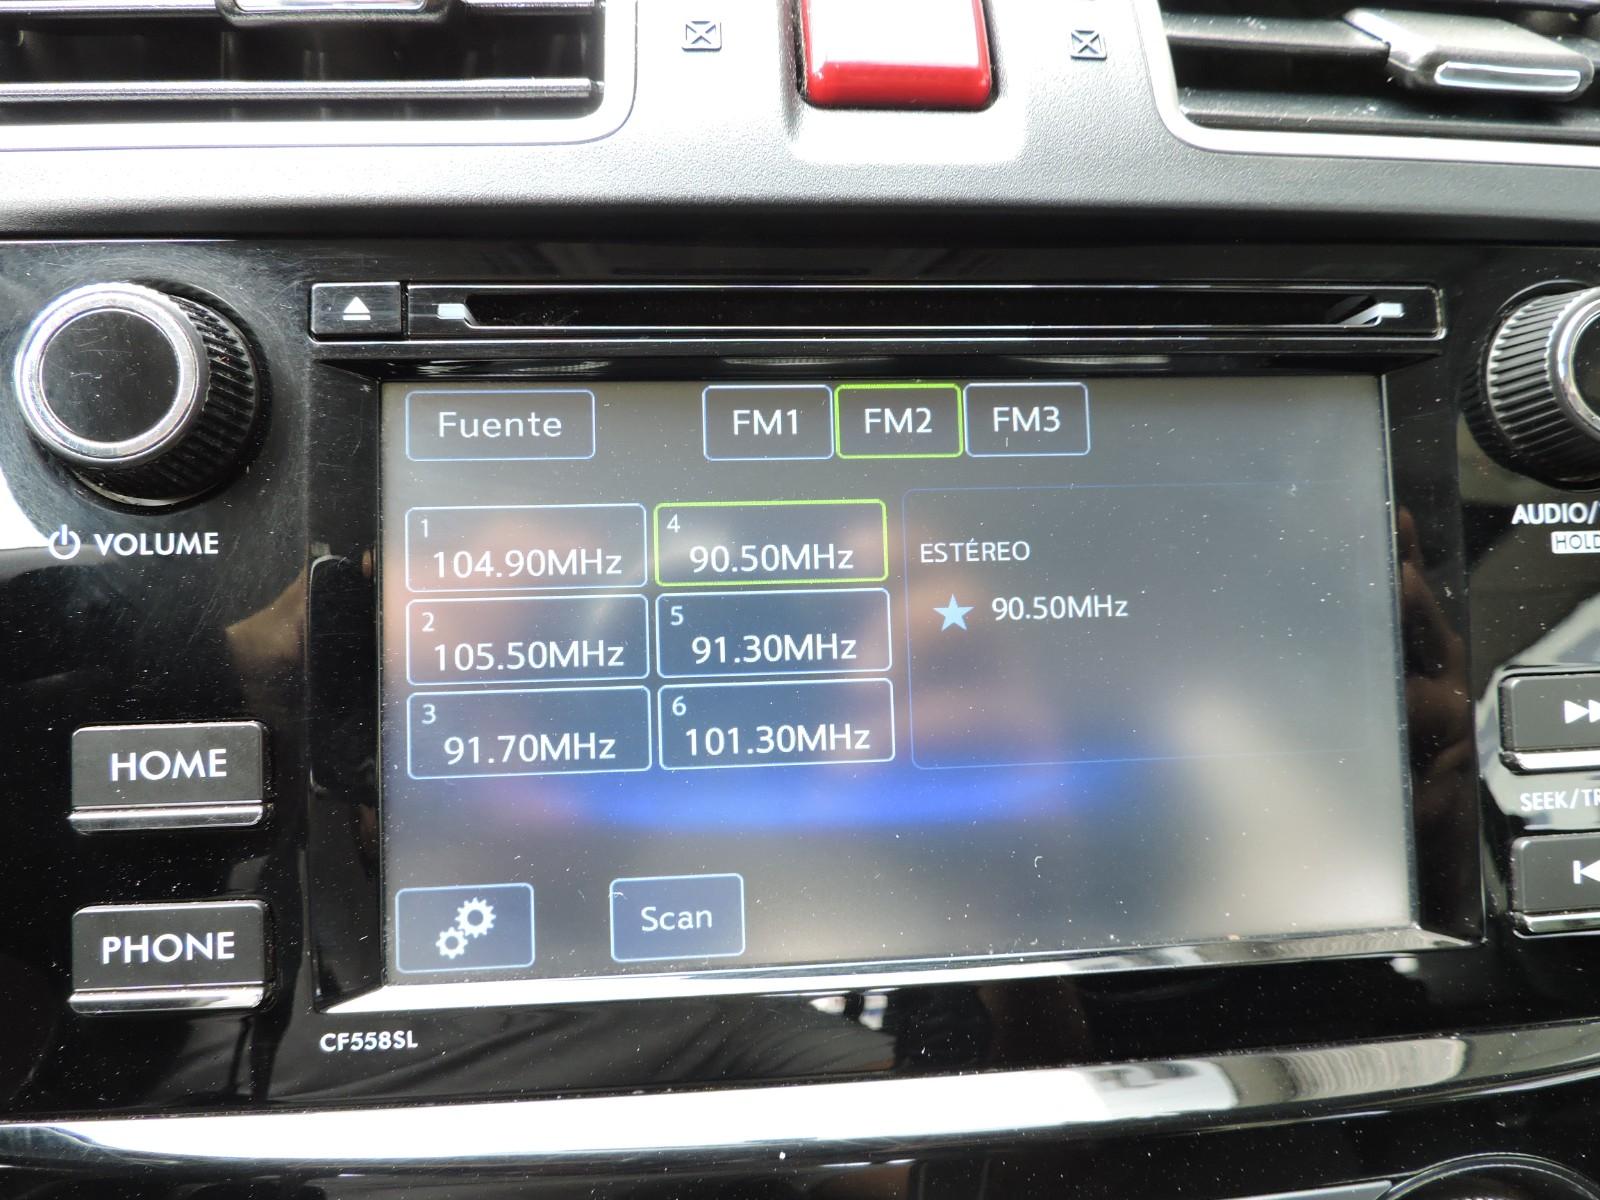 VOLUME
Fuente
FM1
FM2
FM3
1
104.90MHz
4
90.50MHz
2
105.50MHz
5
91.30MHz
3
91.70MHz
6
101.30MHz
ESTÉREO
90.50MHz
AUDIO/
HOLD
HOME
PHONE
SEEK/TR
Scan
CF558SL